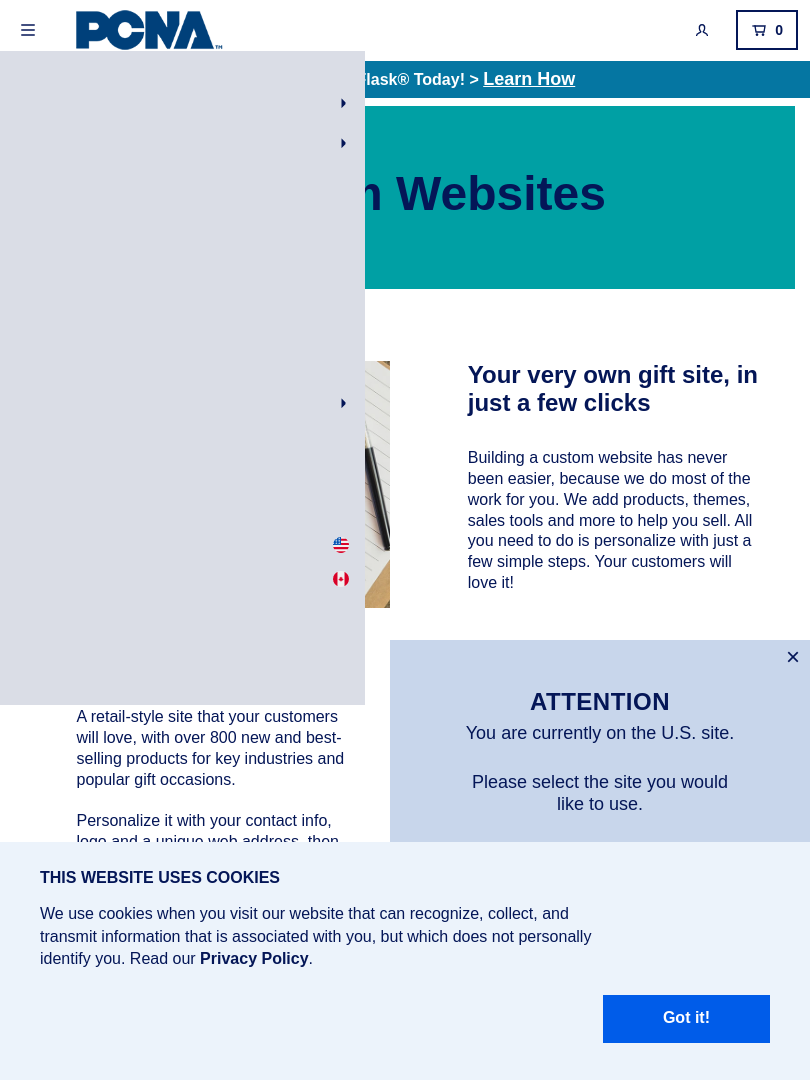 PCNA™
0
Flask® Today! > Learn How
Websites
Your very own gift site, in
just a few clicks
Building a custom website has never
been easier, because we do most of the
work for you. We add products, themes,
sales tools and more to help you sell. All
you need to do is personalize with just a
few simple steps. Your customers will
love it!
A retail-style site that your customers
will love, with over 800 new and best-
selling products for key industries and
popular gift occasions.
Personalize it with your contact info,
logo and a unique web address, then
×
ATTENTION
You are currently on the U.S. site.
Please select the site you would
like to use.
THIS WEBSITE USES COOKIES
We use cookies when you visit our website that can recognize, collect, and
transmit information that is associated with you, but which does not personally
identify you. Read our Privacy Policy.
Got it!